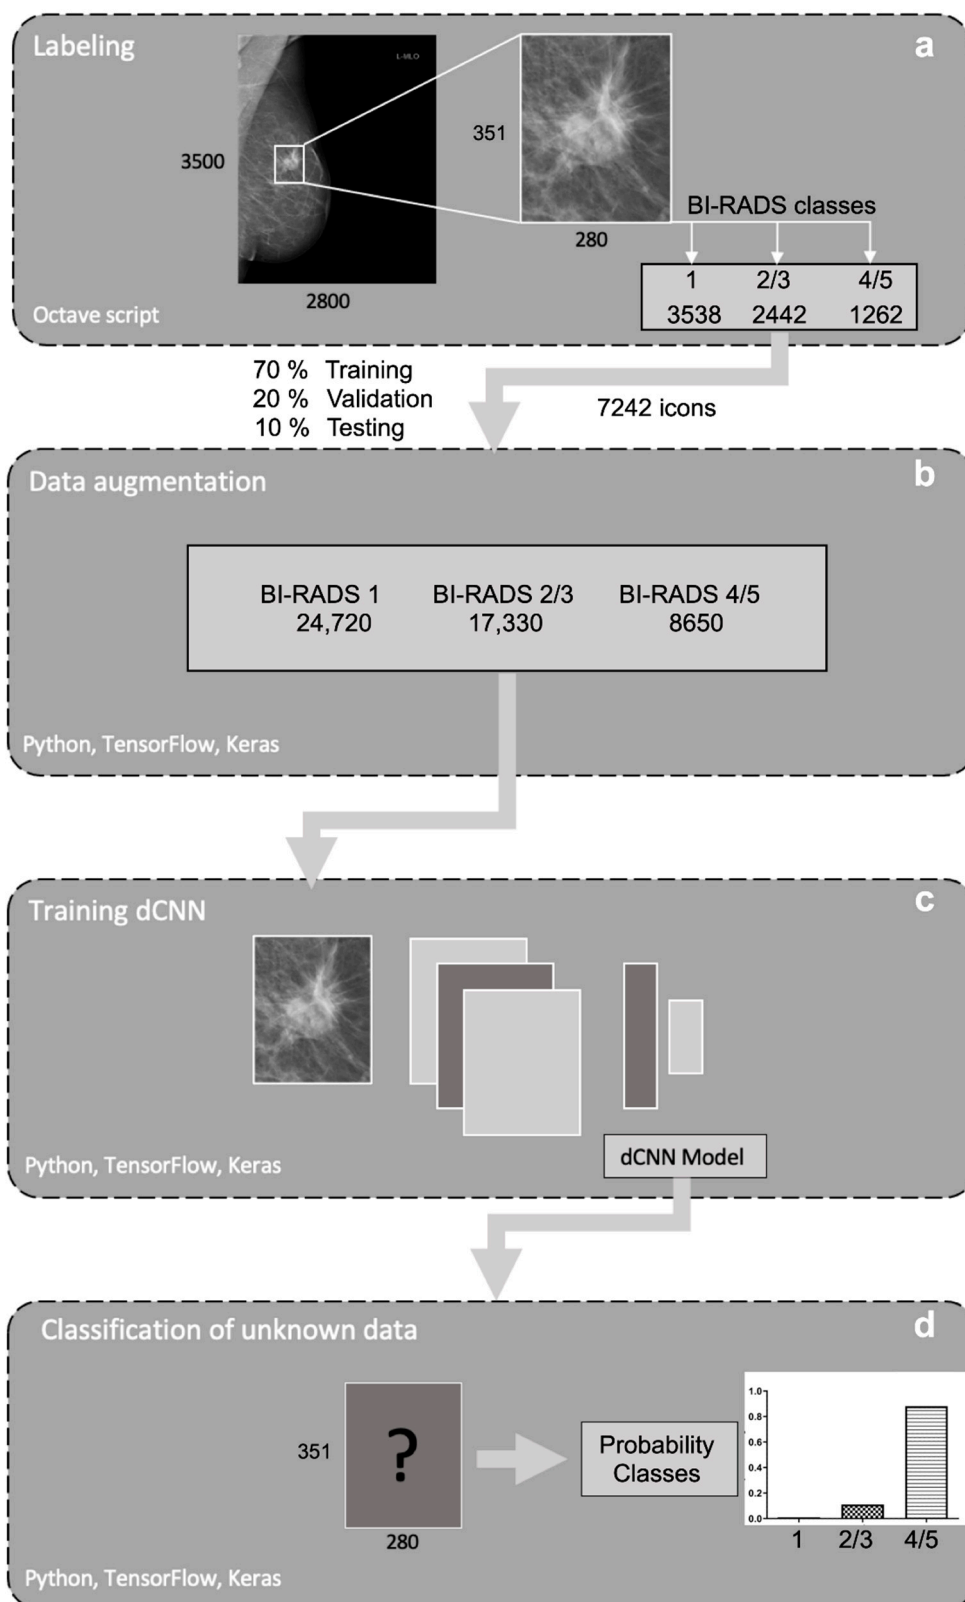 Labeling
a
L-MLO
3500
2800
351
280
BI-RADS classes
1 2/3 4/5
3538 2442 1262
Octave script
70 % Training
20 % Validation
10 % Testing
7242 icons
Data augmentation
b
BI-RADS 1 BI-RADS 2/3 BI-RADS 4/5
24,720 17,330 8650
Python, TensorFlow, Keras
Training dCNN
c
dCNN Model
Python, TensorFlow, Keras
Classification of unknown data
d
351
?
280
Probability
Classes
1.0
0.8
0.6
0.4
0.2
0.0
1 2/3 4/5
Python, TensorFlow, Keras